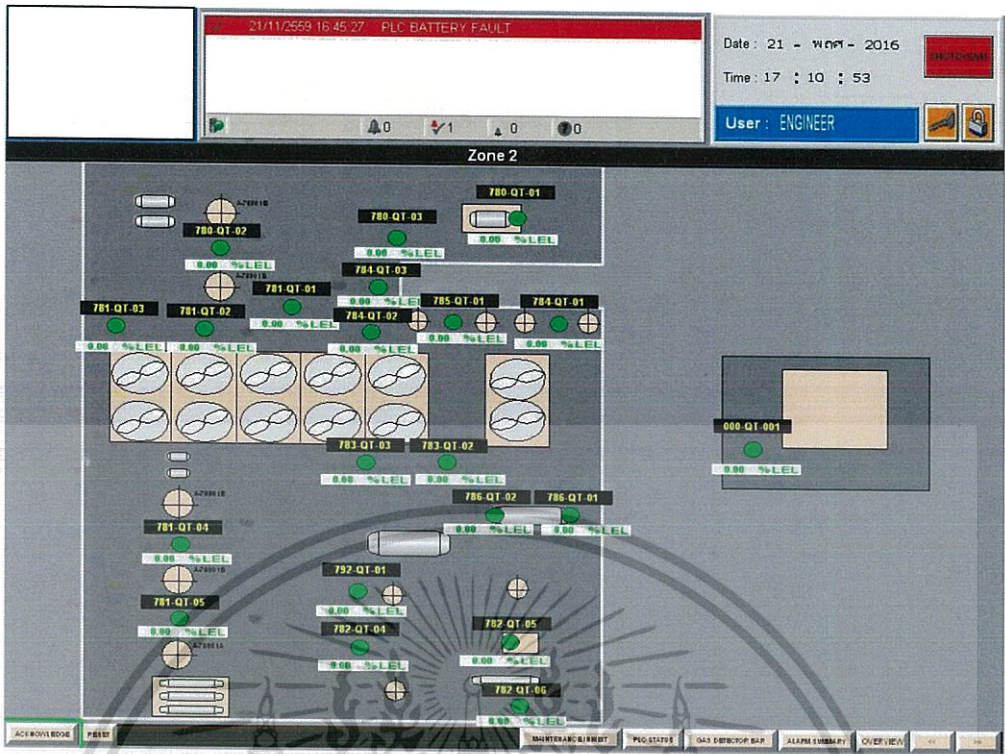 21/11/2559 16:45:27 PLC BATTERY FAULT
Date : 21 - พฤศ - 2016
Time : 17 : 10 : 53
0 1 0 0
User : ENGINEER
Zone 2
780-QT-01
0.00 %LEL
780-QT-03
0.00 %LEL
780-QT-02
0.00 %LEL
784-QT-03
0.00 %LEL
781-QT-01
0.00 %LEL
781-QT-03
0.00 %LEL
781-QT-02
0.00 %LEL
784-QT-02
0.00 %LEL
785-QT-01
0.00 %LEL
784-QT-01
0.00 %LEL
783-QT-03
0.00 %LEL
783-QT-02
0.00 %LEL
000-QT-001
0.00 %LEL
786-QT-02
0.00 %LEL
786-QT-01
0.00 %LEL
781-QT-04
0.00 %LEL
792-QT-01
0.00 %LEL
781-QT-05
0.00 %LEL
782-QT-04
0.00 %LEL
782-QT-05
0.00 %LEL
782-QT-06
0.00 %LEL
ACKNOWLEDGE RESET MAINTENANCE INHIBIT PLC STATUS GAS DETECTOR BAR ALARM SUMMARY OVERVIEW << >>